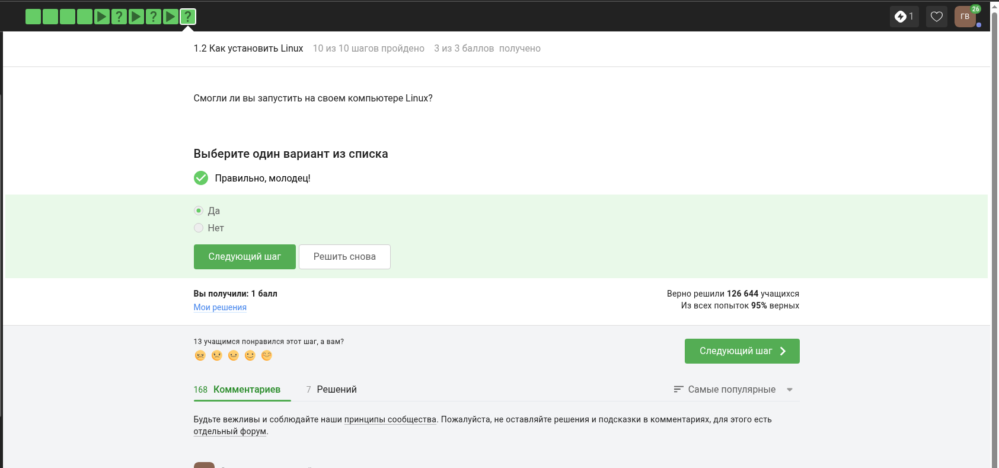 ? ? ?
1
26
ГВ
1.2 Как установить Linux 10 из 10 шагов пройдено 3 из 3 баллов получено
Смогли ли вы запустить на своем компьютере Linux?
Выберите один вариант из списка
Правильно, молодец!
Да
Нет
Следующий шаг Решить снова
Вы получили: 1 балл
Мои решения
Верно решили 126 644 учащихся
Из всех попыток 95% верных
13 учащимся понравился этот шаг, а вам?
Следующий шаг
168 Комментариев 7 Решений Самые популярные
Будьте вежливы и соблюдайте наши принципы сообщества. Пожалуйста, не оставляйте решения и подсказки в комментариях, для этого есть
отдельный форум.